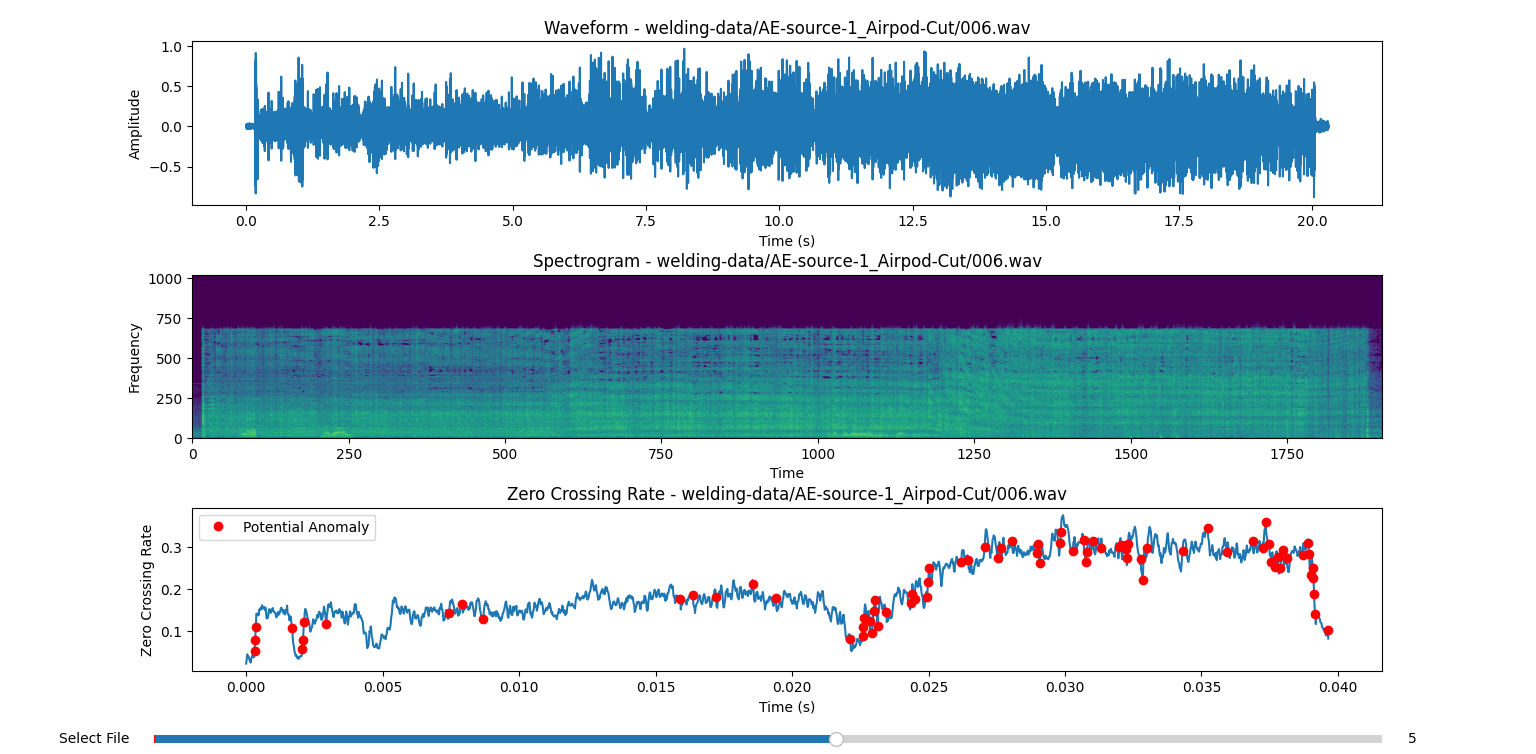 Waveform - welding-data/AE-source-1_Airpod-Cut/006.wav
1.0
0.5
0.0
−0.5
Amplitude
0.0 2.5 5.0 7.5 10.0 12.5 15.0 17.5 20.0
Time (s)
Spectrogram - welding-data/AE-source-1_Airpod-Cut/006.wav
1000
750
500
250
0
Frequency
0 250 500 750 1000 1250 1500 1750
Time
Zero Crossing Rate - welding-data/AE-source-1_Airpod-Cut/006.wav
Potential Anomaly
0.3
0.2
0.1
Zero Crossing Rate
0.000 0.005 0.010 0.015 0.020 0.025 0.030 0.035 0.040
Time (s)
Select File 5